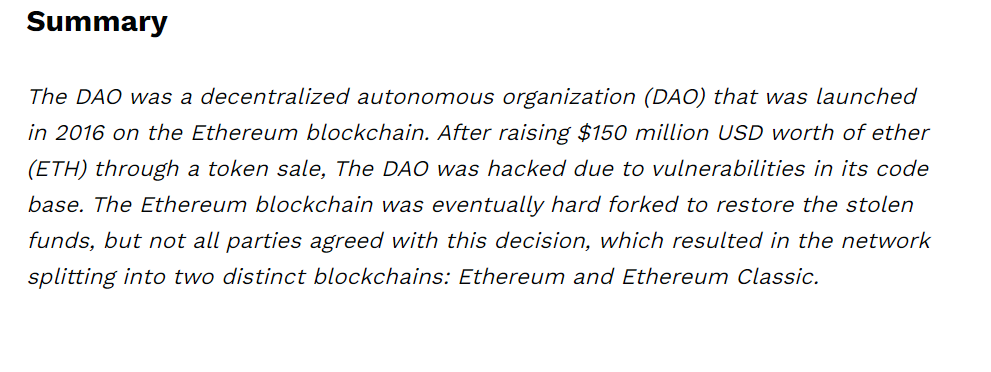 Summary
The DAO was a decentralized autonomous organization (DAO) that was launched
in 2016 on the Ethereum blockchain. After raising $150 million USD worth of ether
(ETH) through a token sale, The DAO was hacked due to vulnerabilities in its code
base. The Ethereum blockchain was eventually hard forked to restore the stolen
funds, but not all parties agreed with this decision, which resulted in the network
splitting into two distinct blockchains: Ethereum and Ethereum Classic.